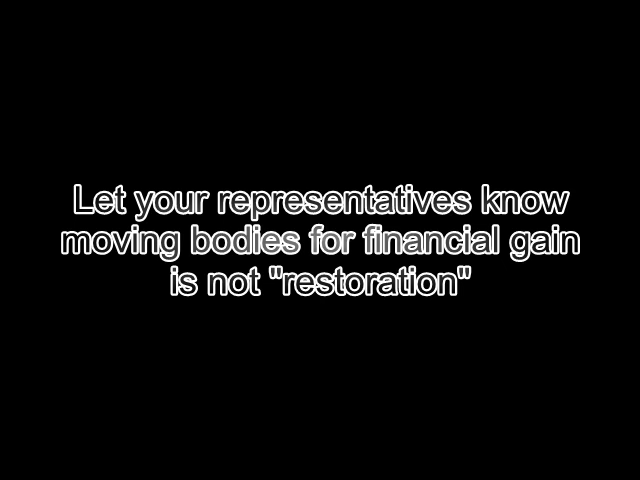 Let your representatives know
moving bodies for financial gain
is not "restoration"